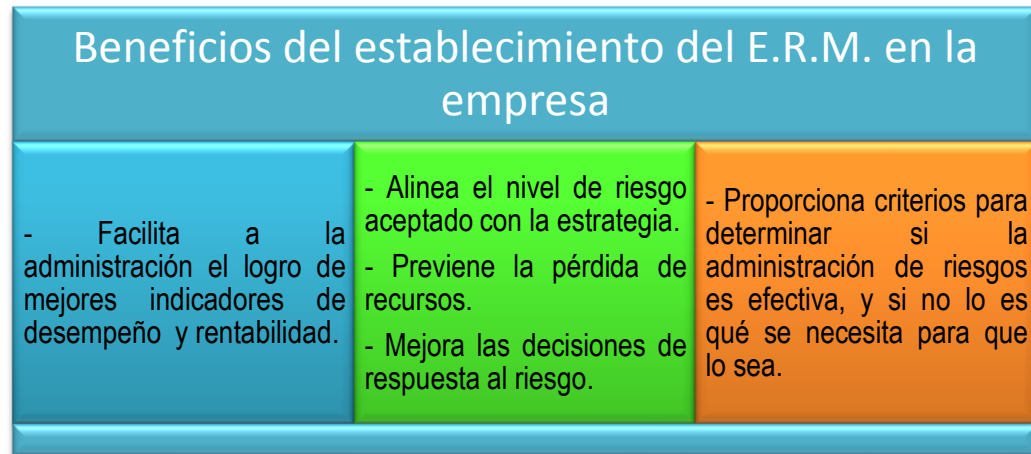 Beneficios del establecimiento del E.R.M. en la
empresa
- Facilita a la
administración el logro de
mejores indicadores de
desempeño y rentabilidad.
- Alinea el nivel de riesgo
aceptado con la estrategia.
- Previene la pérdida de
recursos.
- Mejora las decisiones de
respuesta al riesgo.
- Proporciona criterios para
determinar si la
administración de riesgos
es efectiva, y si no lo es
qué se necesita para que
lo sea.